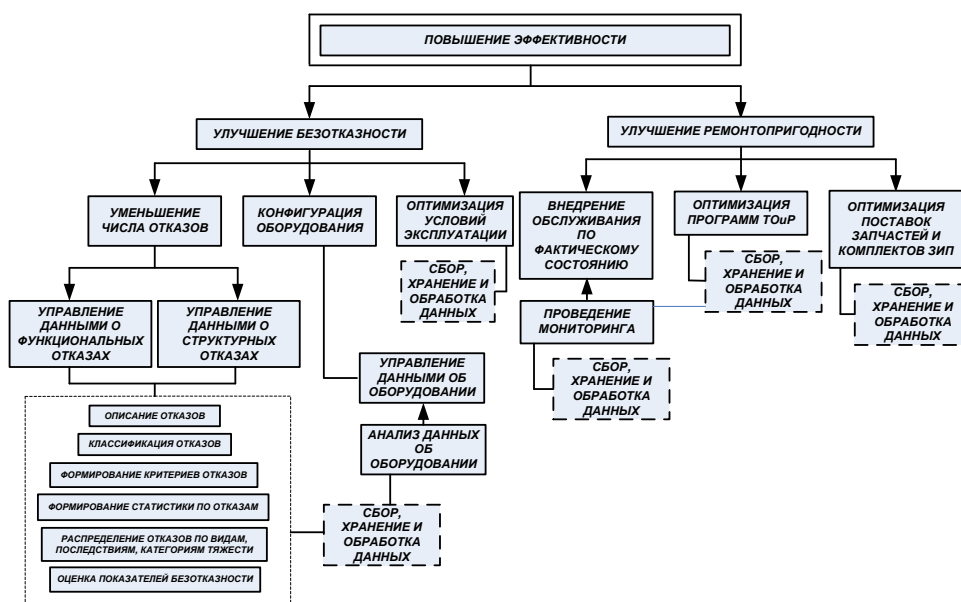 ПОВЫШЕНИЕ ЭФФЕКТИВНОСТИ
УЛУЧШЕНИЕ БЕЗОТКАЗНОСТИ
УЛУЧШЕНИЕ РЕМОНТОПРИГОДНОСТИ
УМЕНЬШЕНИЕ
ЧИСЛА ОТКАЗОВ
КОНФИГУРАЦИЯ
ОБОРУДОВАНИЯ
ОПТИМИЗАЦИЯ
УСЛОВИЙ
ЭКСПЛУАТАЦИИ
ВНЕДРЕНИЕ
ОБСЛУЖИВАНИЯ
ПО
ФАКТИЧЕСКОМУ
СОСТОЯНИЮ
ОПТИМИЗАЦИЯ
ПРОГРАММ ТОиР
ОПТИМИЗАЦИЯ
ПОСТАВОК
ЗАПЧАСТЕЙ И
КОМПЛЕКТОВ ЗИП
СБОР,
ХРАНЕНИЕ И
ОБРАБОТКА
ДАННЫХ
СБОР,
ХРАНЕНИЕ И
ОБРАБОТКА
ДАННЫХ
СБОР,
ХРАНЕНИЕ И
ОБРАБОТКА
ДАННЫХ
УПРАВЛЕНИЕ
ДАННЫМИ О
ФУНКЦИОНАЛЬНЫХ
ОТКАЗАХ
УПРАВЛЕНИЕ
ДАННЫМИ О
СТРУКТУРНЫХ
ОТКАЗАХ
ПРОВЕДЕНИЕ
МОНИТОРИНГА
СБОР,
ХРАНЕНИЕ И
ОБРАБОТКА
ДАННЫХ
УПРАВЛЕНИЕ
ДАННЫМИ ОБ
ОБОРУДОВАНИИ
АНАЛИЗ ДАННЫХ
ОБ
ОБОРУДОВАНИИ
ОПИСАНИЕ ОТКАЗОВ
КЛАССИФИКАЦИЯ ОТКАЗОВ
ФОРМИРОВАНИЕ КРИТЕРИЕВ ОТКАЗОВ
ФОРМИРОВАНИЕ СТАТИСТИКИ ПО ОТКАЗАМ
РАСПРЕДЕЛЕНИЕ ОТКАЗОВ ПО ВИДАМ,
ПОСЛЕДСТВИЯМ, КАТЕГОРИЯМ ТЯЖЕСТИ
ОЦЕНКА ПОКАЗАТЕЛЕЙ БЕЗОТКАЗНОСТИ
СБОР,
ХРАНЕНИЕ И
ОБРАБОТКА
ДАННЫХ